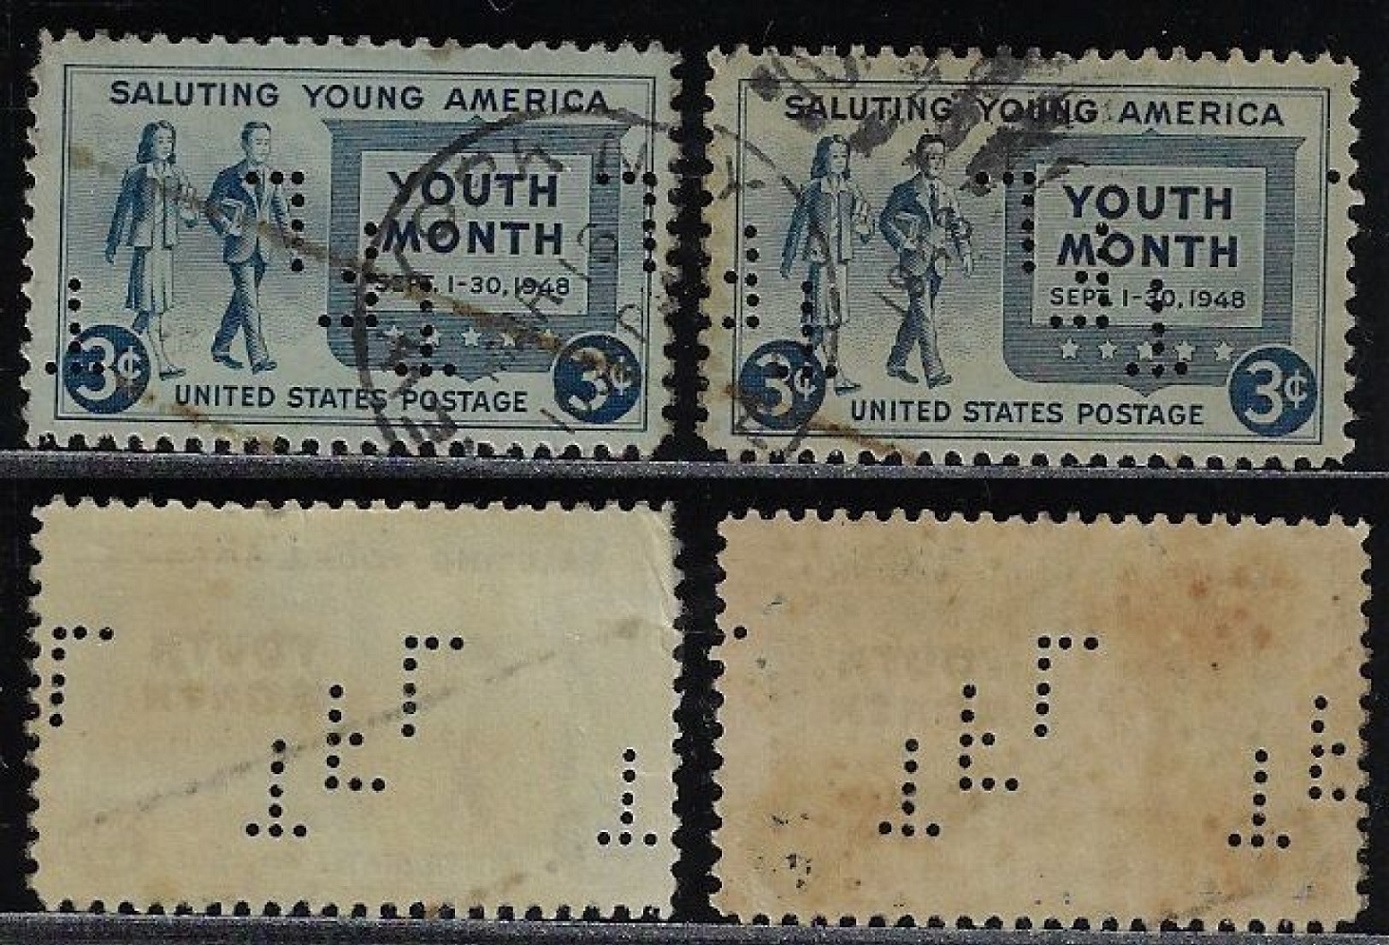 SALUTING YOUNG AMERICA
YOUTH
MONTH
SEPT. 1-30, 1948
3¢ 3¢
UNITED STATES POSTAGE
SALUTING YOUNG AMERICA
YOUTH
MONTH
SEPT. 1-30, 1948
3¢ 3¢
UNITED STATES POSTAGE